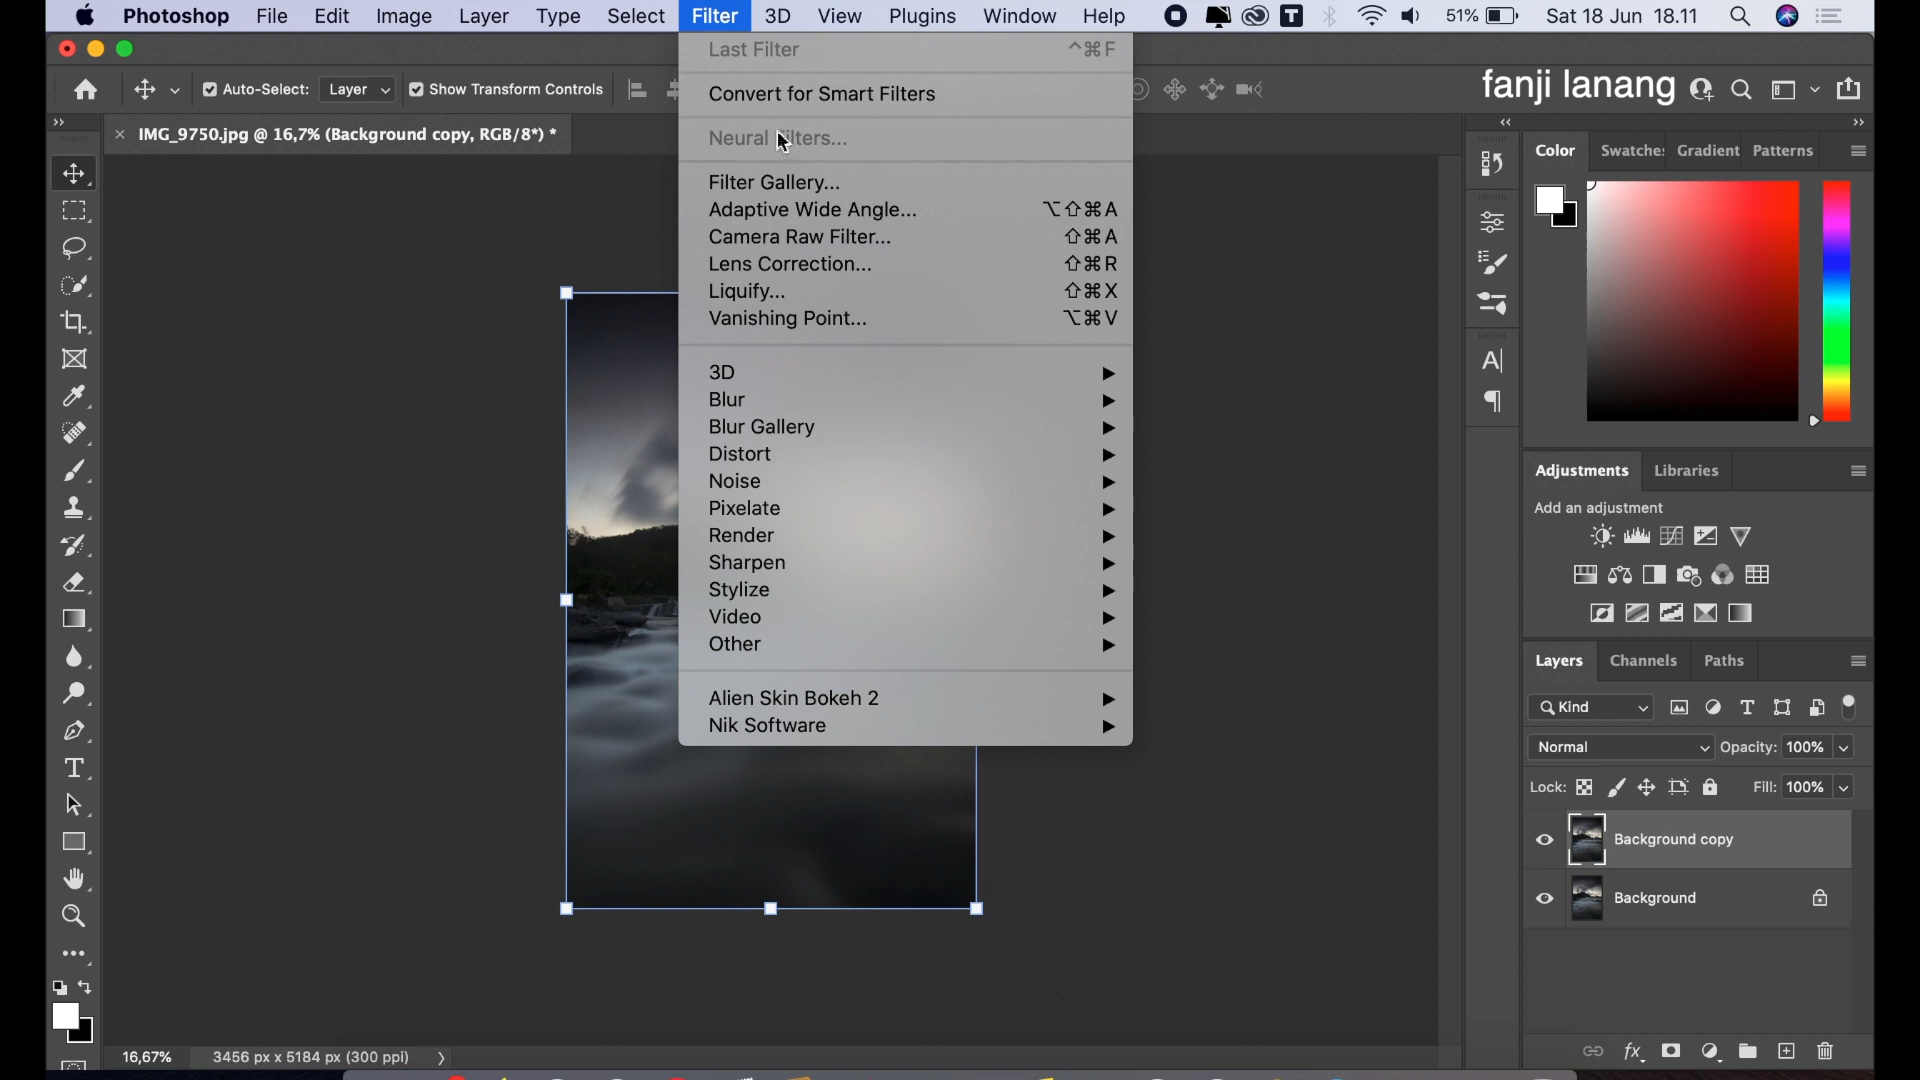 Photoshop File Edit Image Layer Type Select Filter 3D View Plugins Window Help 51% Sat 18 Jun 18.11
Auto-Select: Layer Show Transform Controls fanji lanang
IMG_9750.jpg @ 16,7% (Background copy, RGB/8*) *
Last Filter ^⌘F
Convert for Smart Filters
Neural Filters...
Filter Gallery...
Adaptive Wide Angle... ⌥⇧⌘A
Camera Raw Filter... ⇧⌘A
Lens Correction... ⇧⌘R
Liquify... ⇧⌘X
Vanishing Point... ⌥⌘V
3D
Blur
Blur Gallery
Distort
Noise
Pixelate
Render
Sharpen
Stylize
Video
Other
Alien Skin Bokeh 2
Nik Software
Color Swatches Gradient Patterns
Adjustments Libraries
Add an adjustment
Layers Channels Paths
Kind
Normal Opacity: 100%
Lock: Fill: 100%
Background copy
Background
16,67% 3456 px x 5184 px (300 ppi)